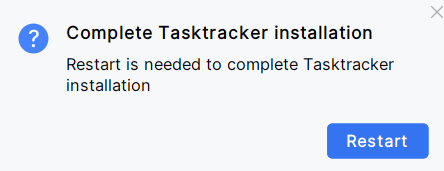 Complete Tasktracker installation
Restart is needed to complete Tasktracker
installation
Restart